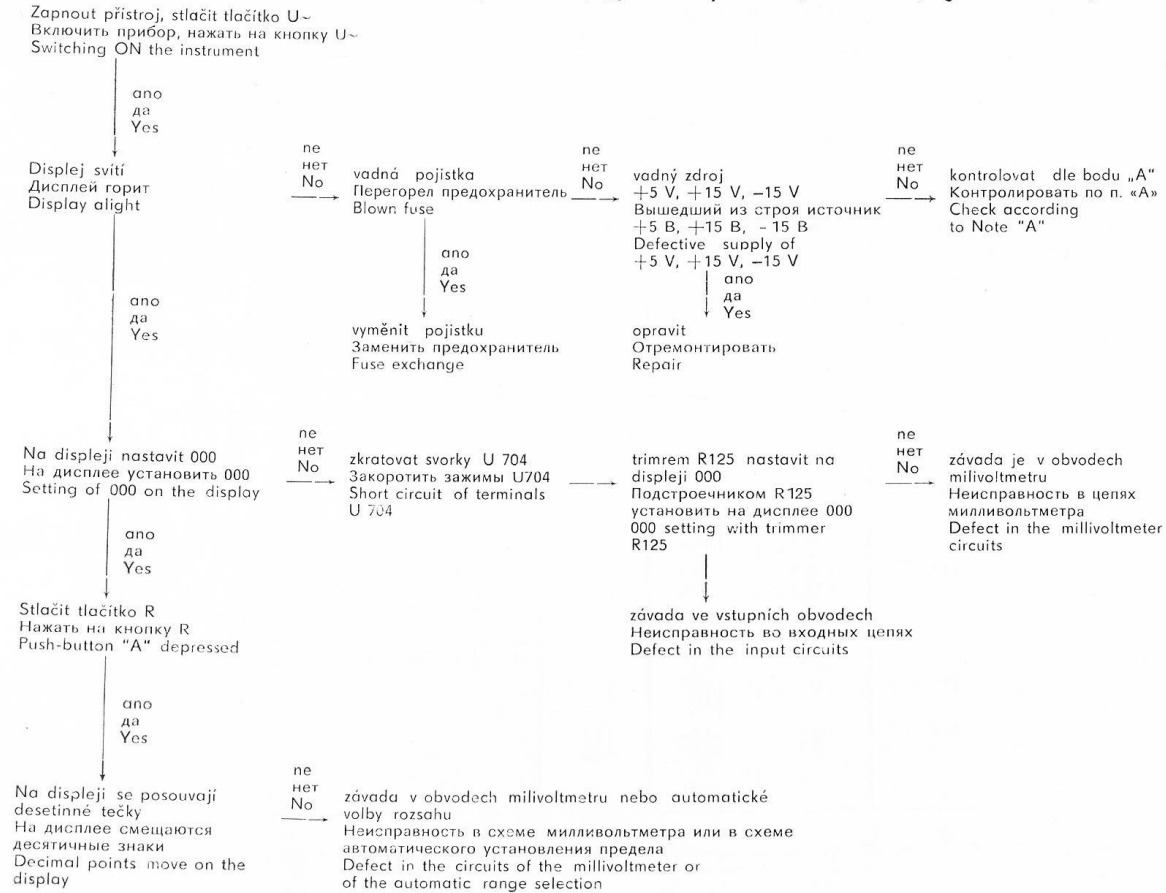 Zapnout přístroj, stlačit tlačítko U~
Включить прибор, нажать на кнопку U~
Switching ON the instrument
ano
да
Yes
Displej svítí
Дисплей горит
Display alight
ne
нет
No
vadná pojistka
Перегорел предохранитель
Blown fuse
ne
нет
No
vadný zdroj
+5 V, +15 V, –15 V
Вышедший из строя источник
+5 В, +15 В, - 15 В
Defective supply of
+5 V, +15 V, –15 V
ne
нет
No
kontrolovat dle bodu „A"
Контролировать по п. «А»
Check according
to Note "A"
ano
да
Yes
ano
да
Yes
ano
да
Yes
vyměnit pojistku
Заменить предохранитель
Fuse exchange
opravit
Отремонтировать
Repair
Na displeji nastavit 000
На дисплее установить 000
Setting of 000 on the display
ne
нет
No
zkratovat svorky U 704
Закоротить зажимы U704
Short circuit of terminals
U 704
trimrem R125 nastavit na
displeji 000
Подстроечником R125
установить на дисплее 000
000 setting with trimmer
R125
ne
нет
No
závada je v obvodech
milivoltmetru
Неисправность в цепях
милливольтметра
Defect in the millivoltmeter
circuits
ano
да
Yes
závada ve vstupních obvodech
Неисправность во входных цепях
Defect in the input circuits
Stlačit tlačítko R
Нажать на кнопку R
Push-button "A" depressed
ano
да
Yes
Na displeji se posouvají
desetinné tečky
На дисплее смещаются
десятичные знаки
Decimal points move on the
display
ne
нет
No
závada v obvodech milivoltmetru nebo automatické
volby rozsahu
Неисправность в схеме милливольтметра или в схеме
автоматического установления предела
Defect in the circuits of the millivoltmeter or
of the automatic range selection